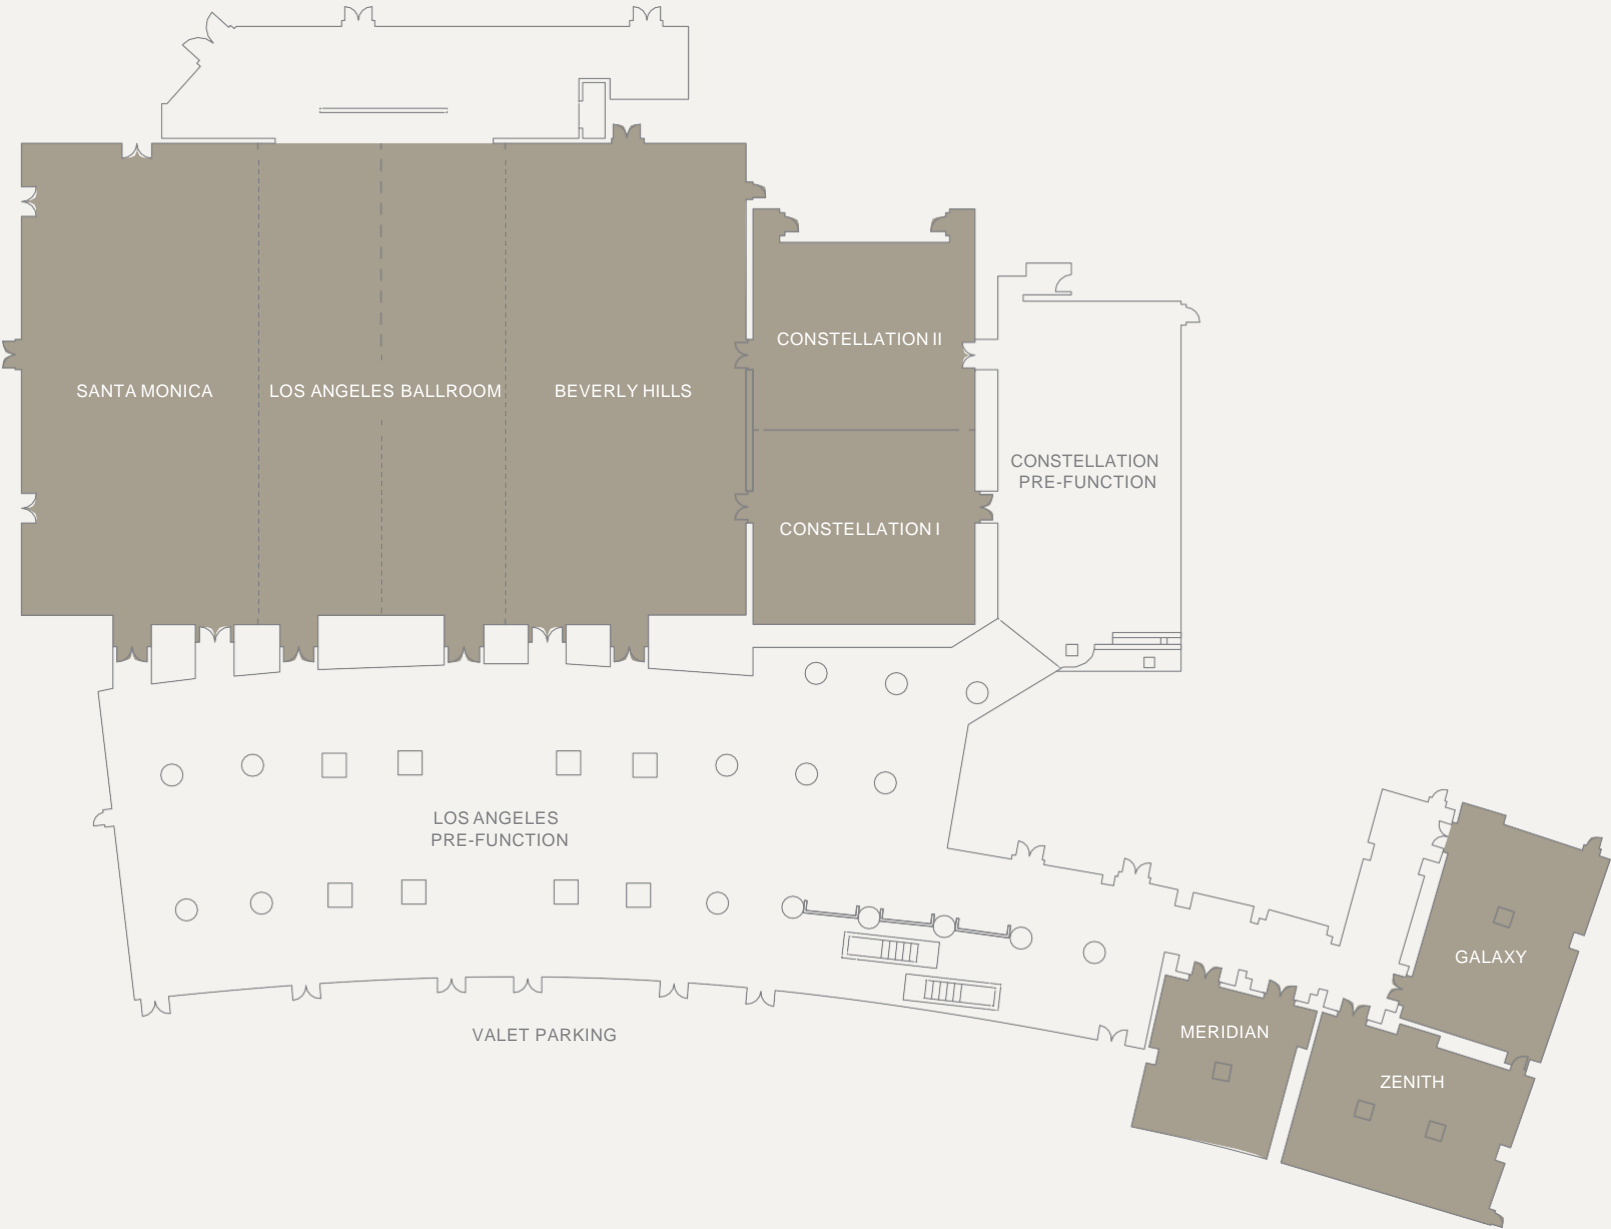 CONSTELLATION II
SANTA MONICA
LOS ANGELES BALLROOM
BEVERLY HILLS
CONSTELLATION
PRE-FUNCTION
CONSTELLATION I
LOS ANGELES
PRE-FUNCTION
GALAXY
MERIDIAN
VALET PARKING
ZENITH